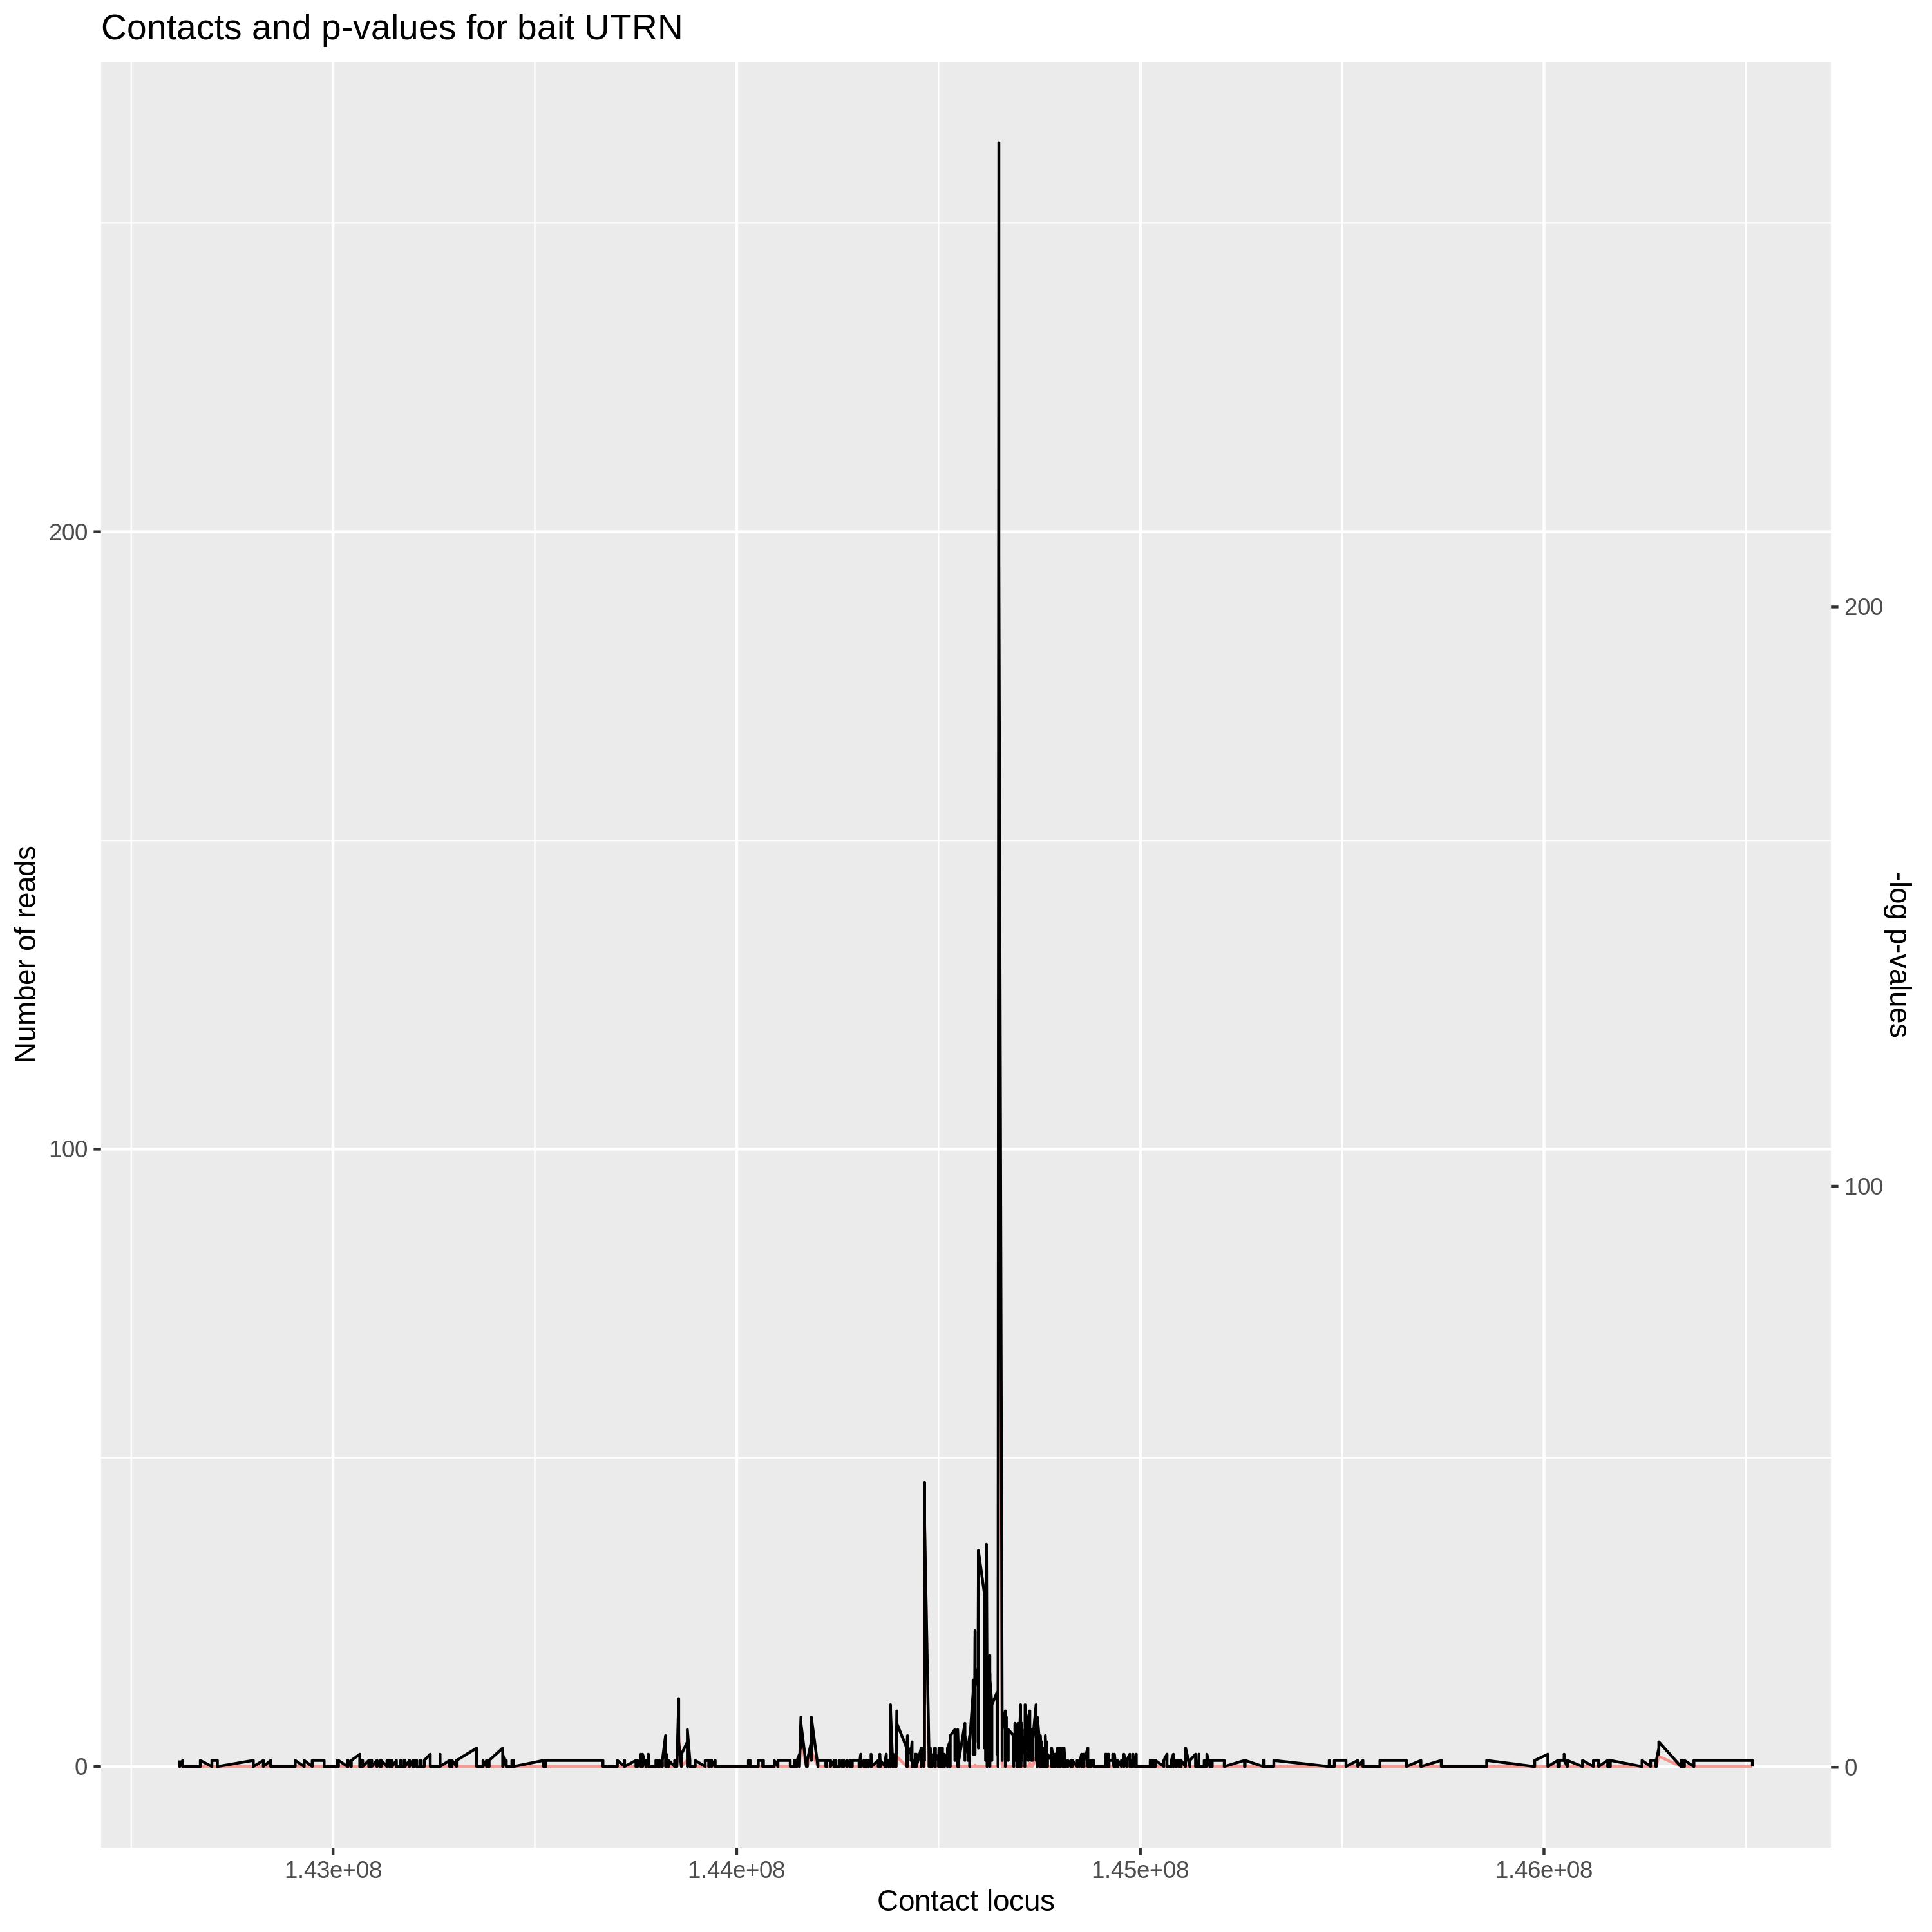 Contacts and p-values for bait UTRN
Number of reads
200
100
0
200
100
0
-log p-values
1.43e+08
1.44e+08
1.45e+08
1.46e+08
Contact locus